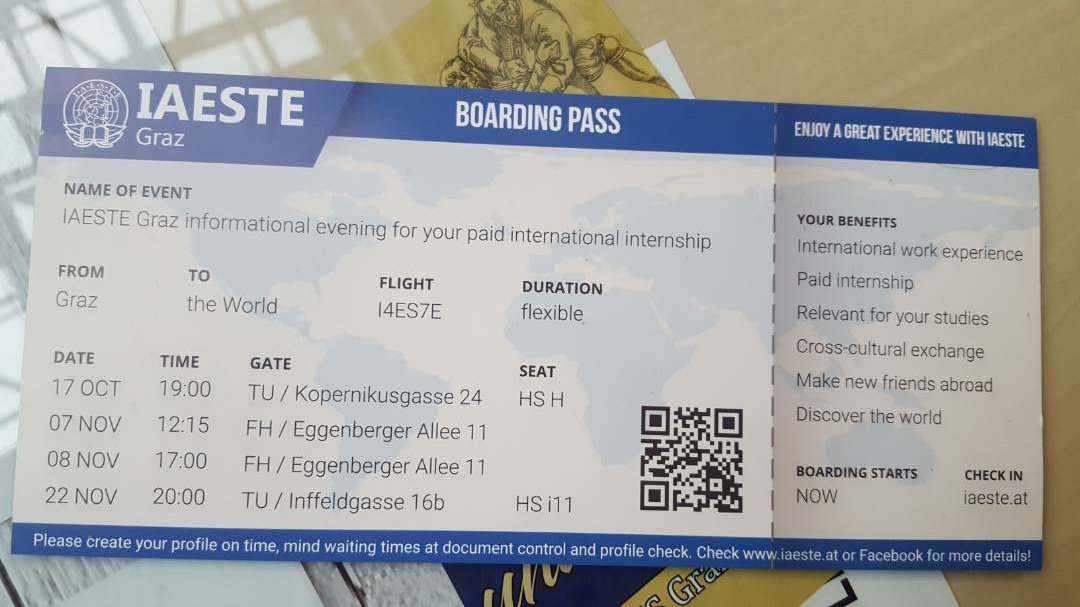 IAESTE
Graz
BOARDING PASS
ENJOY A GREAT EXPERIENCE WITH IAESTE
NAME OF EVENT
IAESTE Graz informational evening for your paid international internship
FROM TO FLIGHT DURATION
Graz the World I4ES7E flexible
DATE TIME GATE SEAT
17 OCT 19:00 TU / Kopernikusgasse 24 HS H
07 NOV 12:15 FH / Eggenberger Allee 11
08 NOV 17:00 FH / Eggenberger Allee 11
22 NOV 20:00 TU / Inffeldgasse 16b HS i11
YOUR BENEFITS
International work experience
Paid internship
Relevant for your studies
Cross-cultural exchange
Make new friends abroad
Discover the world
BOARDING STARTS CHECK IN
NOW iaeste.at
Please create your profile on time, mind waiting times at document control and profile check. Check www.iaeste.at or Facebook for more details!